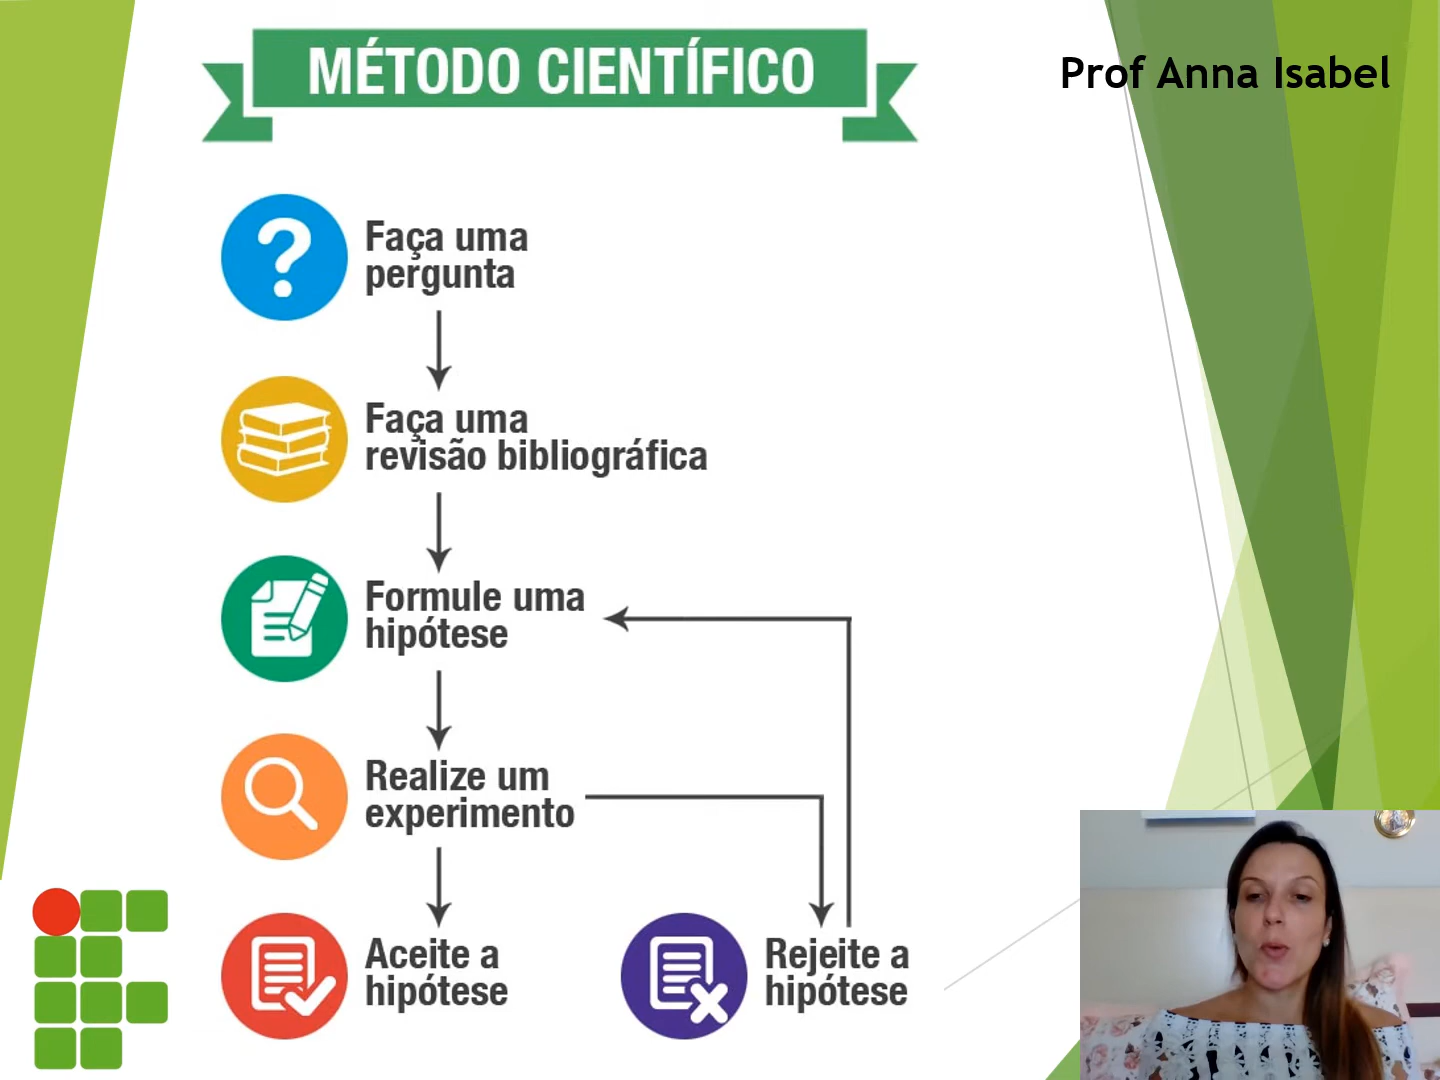 MÉTODO CIENTÍFICO
Prof Anna Isabel
Faça uma
pergunta
Faça uma
revisão bibliográfica
Formule uma
hipótese
Realize um
experimento
Aceite a
hipótese
Rejeite a
hipótese